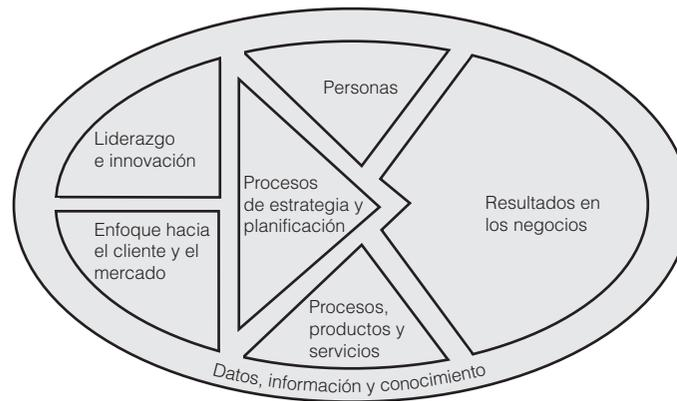 Personas
Liderazgo
e innovación
Procesos
de estrategia y
planificación
Resultados en
los negocios
Enfoque hacia
el cliente y el
mercado
Procesos,
productos y
servicios
Datos, información y conocimiento